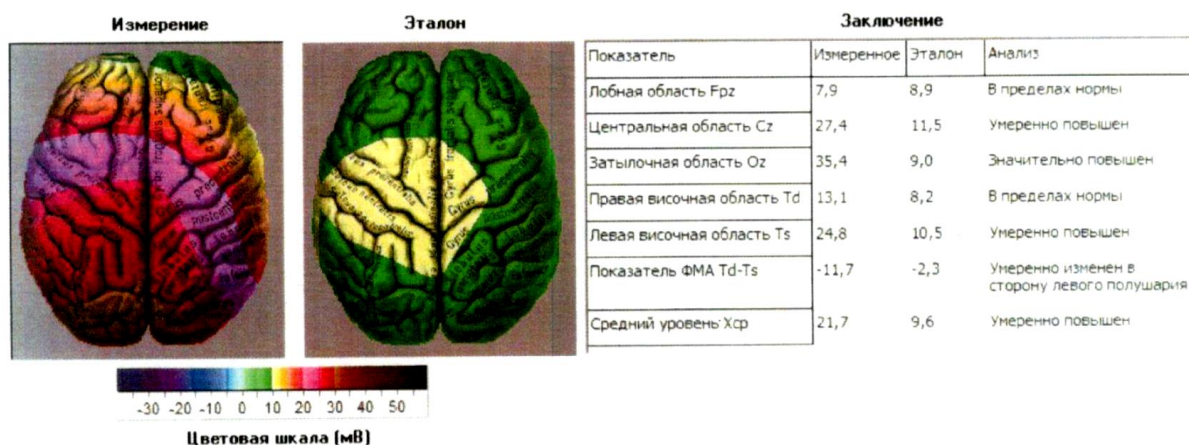 Измерение
Эталон
Заключение
Показатель Измеренное Эталон Анализ
Лобная область Fpz 7,9 8,9 В пределах нормы
Центральная область Cz 27,4 11,5 Умеренно повышен
Затылочная область Oz 35,4 9,0 Значительно повышен
Правая височная область Td 13,1 8,2 В пределах нормы
Левая височная область Ts 24,8 10,5 Умеренно повышен
Показатель ФМА Td-Ts -11,7 -2,3 Умеренно изменен в
сторону левого полушария
Средний уровень Xcp 21,7 9,6 Умеренно повышен
Gyrus
Gyrus
-30 -20 -10 0 10 20 30 40 50
Цветовая шкала (мВ)